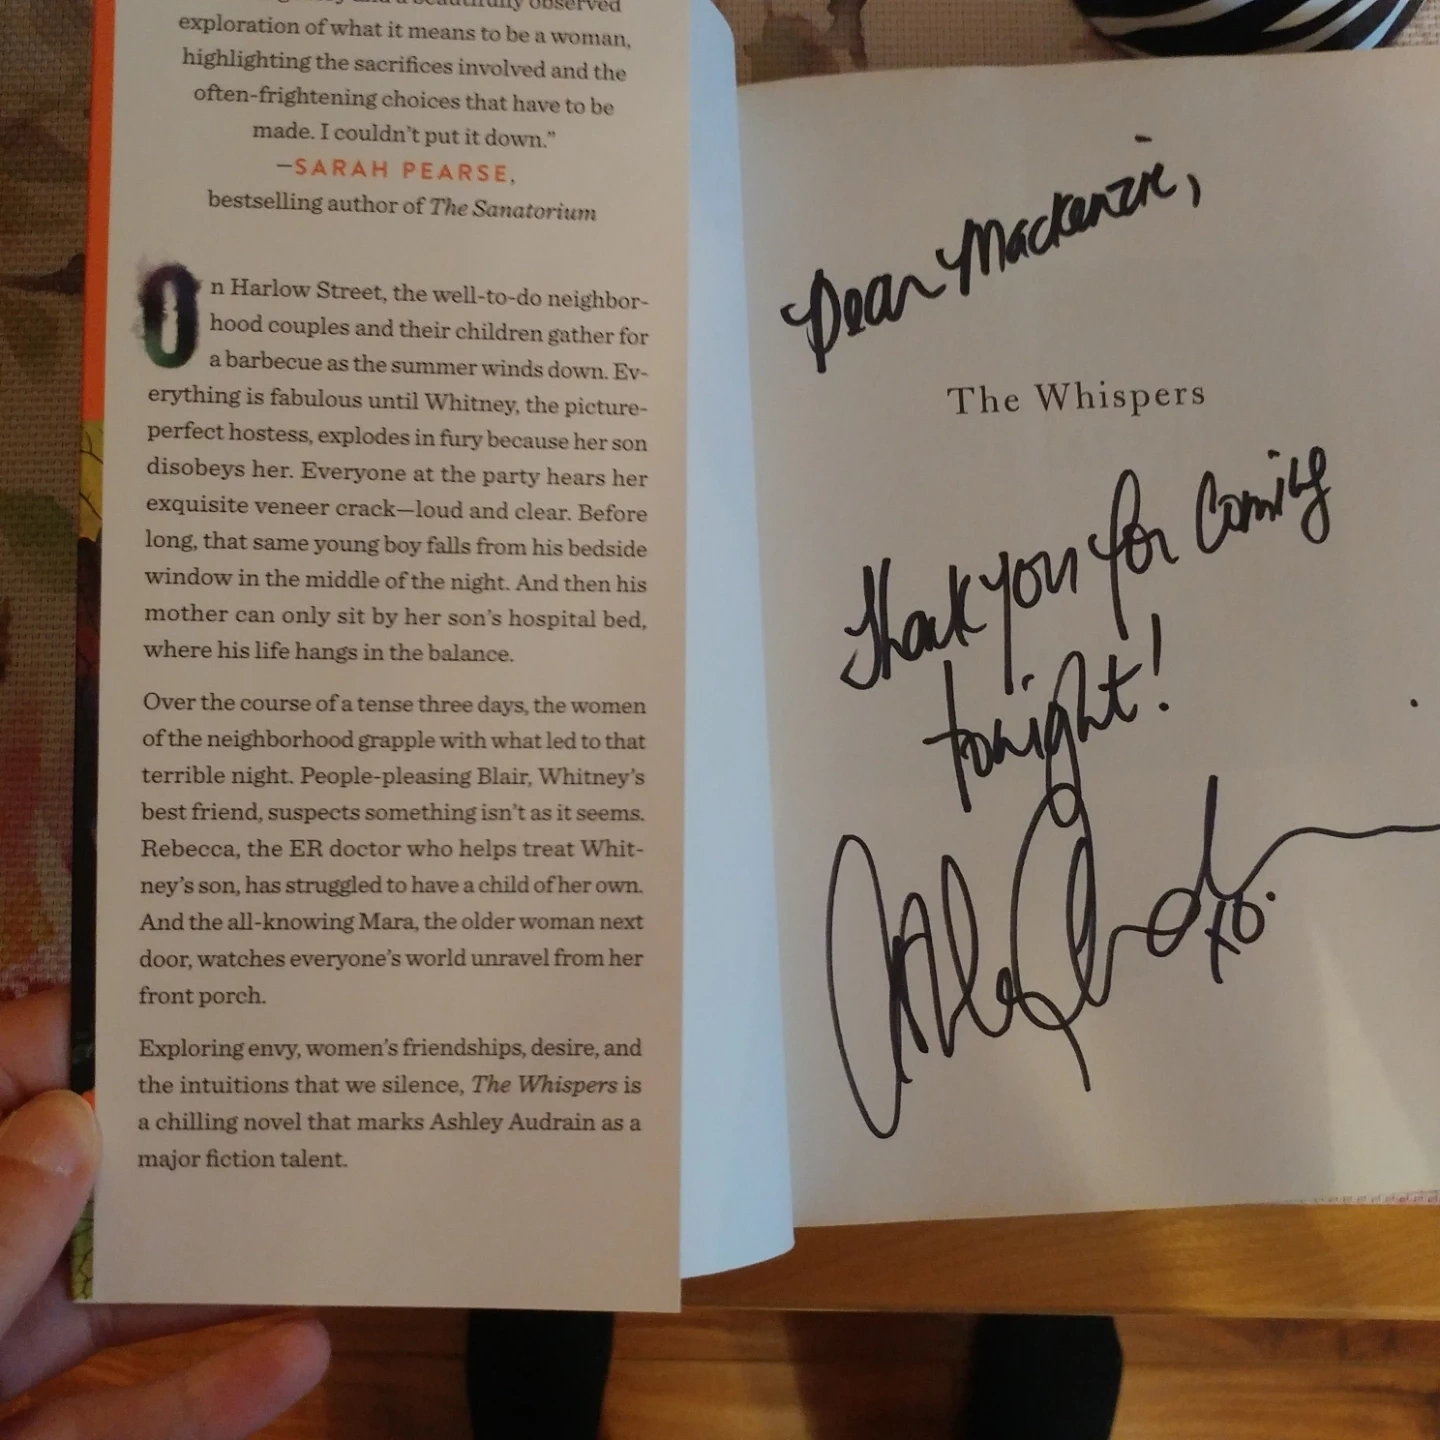 beautifully observed
exploration of what it means to be a woman,
highlighting the sacrifices involved and the
often-frightening choices that have to be
made. I couldn't put it down."
—SARAH PEARSE,
bestselling author of The Sanatorium
On Harlow Street, the well-to-do neighbor-
hood couples and their children gather for
a barbecue as the summer winds down. Ev-
erything is fabulous until Whitney, the picture-
perfect hostess, explodes in fury because her son
disobeys her. Everyone at the party hears her
exquisite veneer crack—loud and clear. Before
long, that same young boy falls from his bedside
window in the middle of the night. And then his
mother can only sit by her son's hospital bed,
where his life hangs in the balance.
Over the course of a tense three days, the women
of the neighborhood grapple with what led to that
terrible night. People-pleasing Blair, Whitney's
best friend, suspects something isn't as it seems.
Rebecca, the ER doctor who helps treat Whit-
ney's son, has struggled to have a child of her own.
And the all-knowing Mara, the older woman next
door, watches everyone's world unravel from her
front porch.
Exploring envy, women's friendships, desire, and
the intuitions that we silence, The Whispers is
a chilling novel that marks Ashley Audrain as a
major fiction talent.
Dear Mackenzie,
The Whispers
Thank you for coming
tonight!
xo.